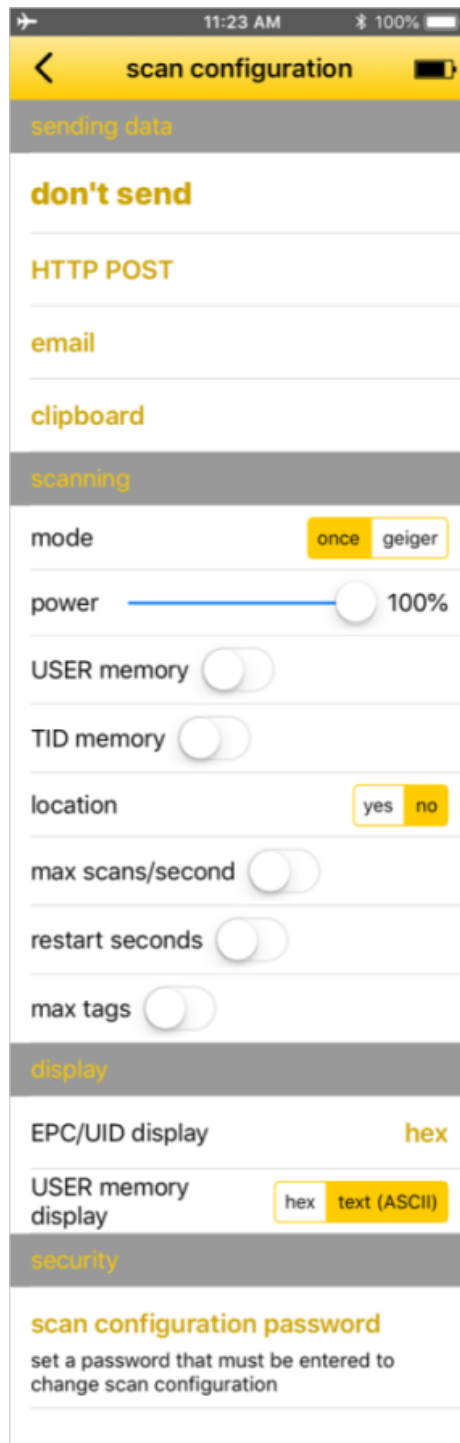 11:23 AM 100%
scan configuration
sending data
don't send
HTTP POST
email
clipboard
scanning
mode once geiger
power 100%
USER memory
TID memory
location yes no
max scans/second
restart seconds
max tags
display
EPC/UID display hex
USER memory
display hex text (ASCII)
security
scan configuration password
set a password that must be entered to
change scan configuration